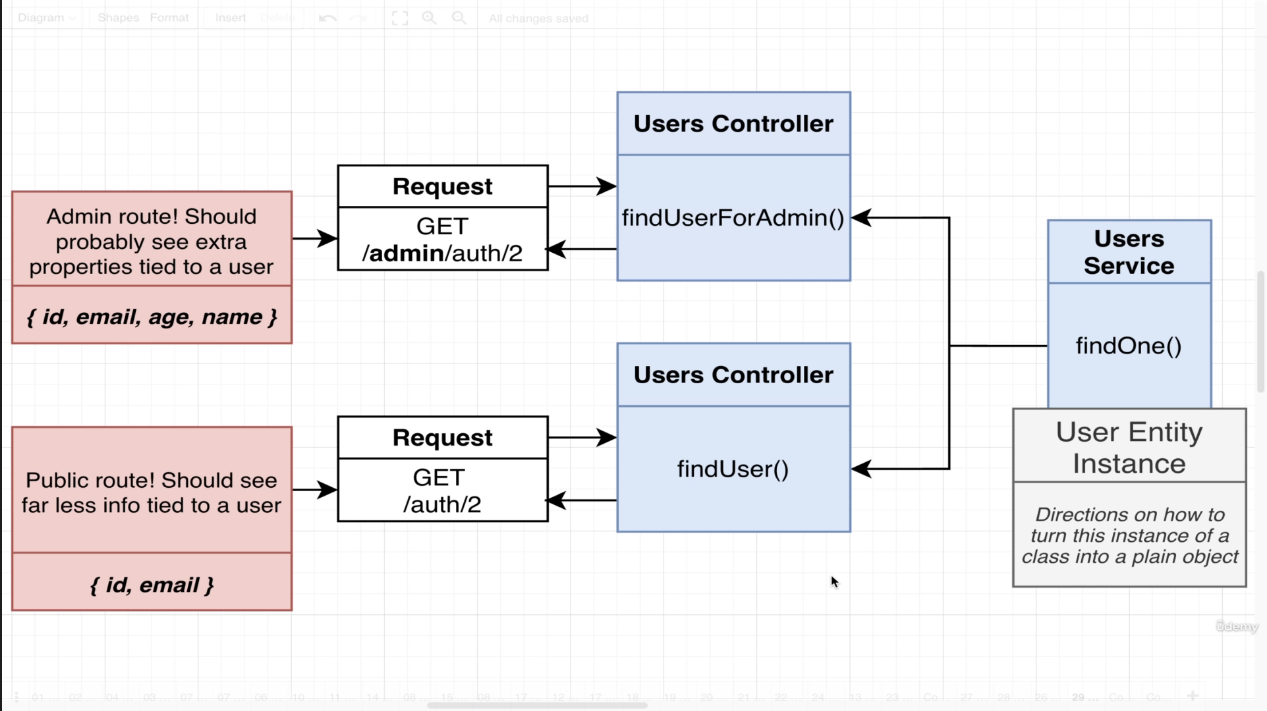 Diagram Shapes Format Insert Delete All changes saved
Users Controller
findUserForAdmin()
Request
GET
/admin/auth/2
Admin route! Should
probably see extra
properties tied to a user
{ id, email, age, name }
Users
Service
findOne()
User Entity
Instance
Directions on how to
turn this instance of a
class into a plain object
Users Controller
findUser()
Request
GET
/auth/2
Public route! Should see
far less info tied to a user
{ id, email }
ûdemy
29 ...